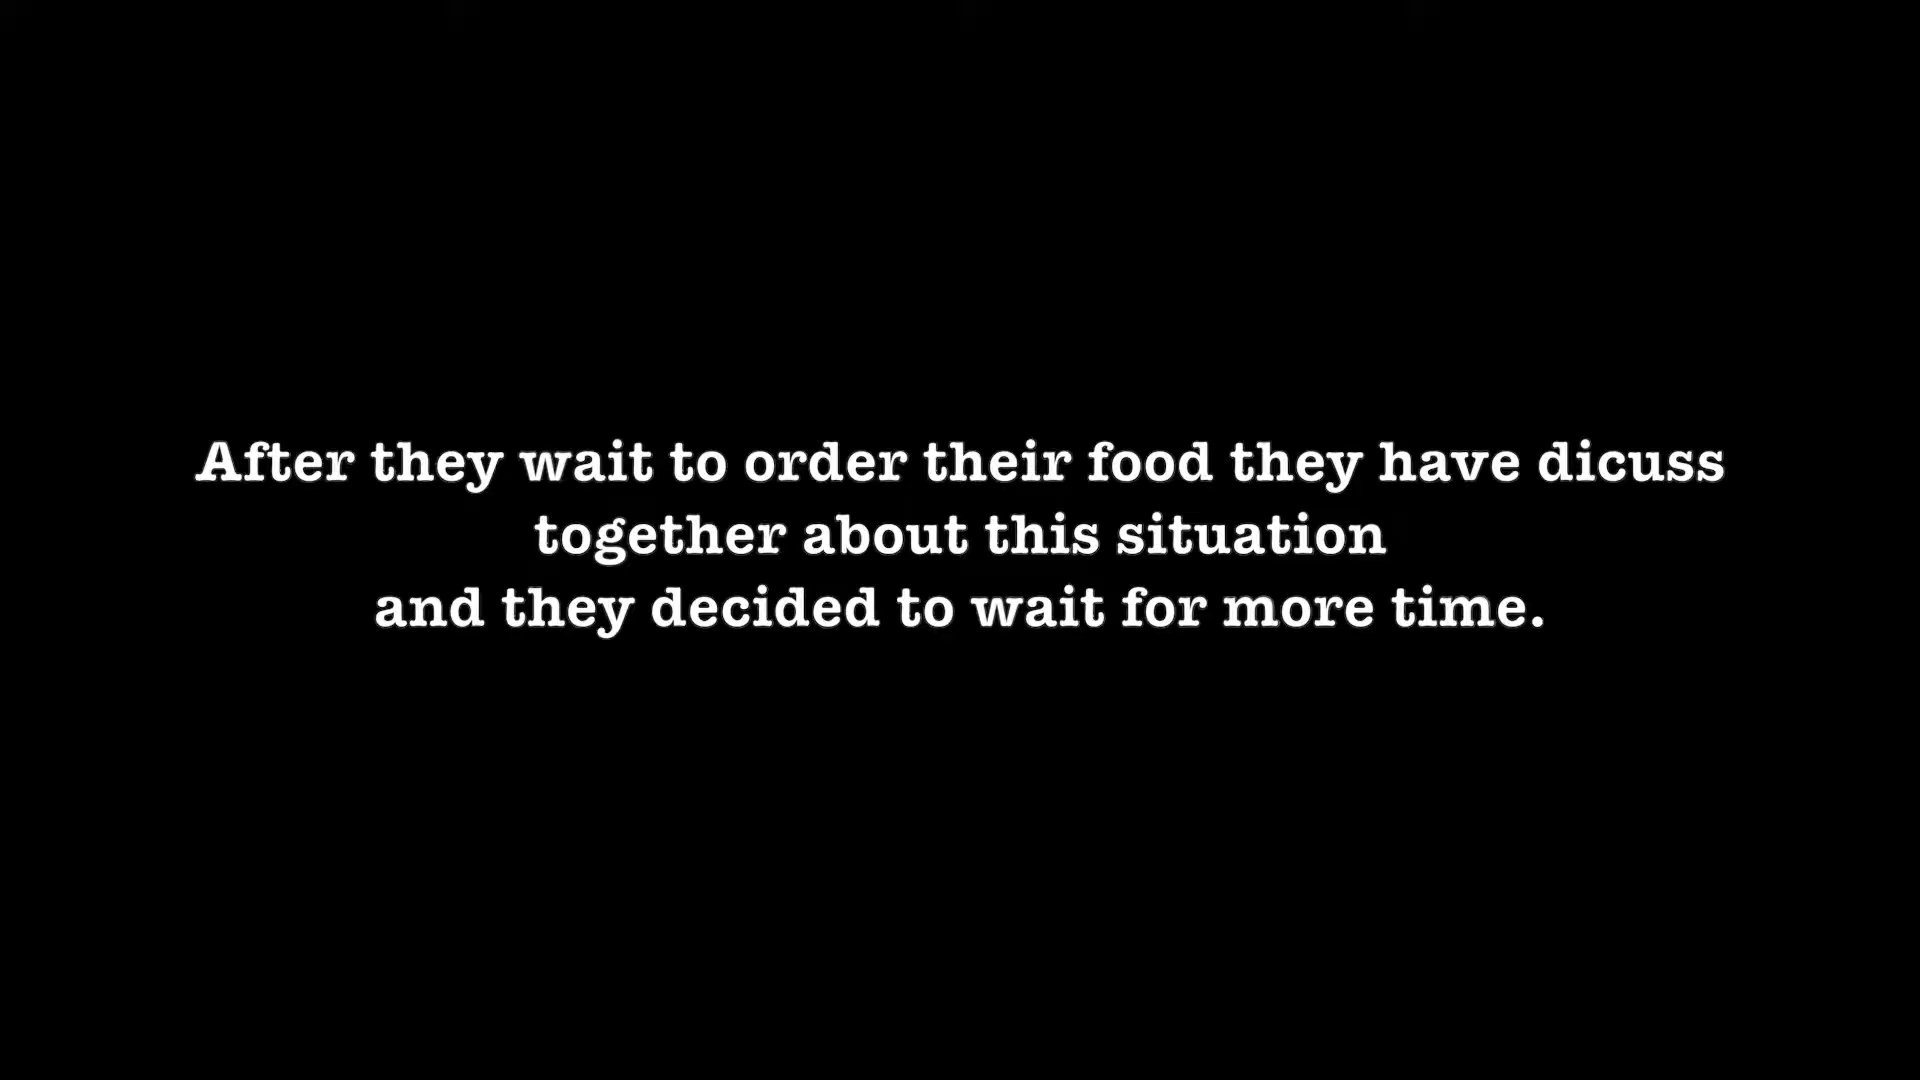 After they wait to order their food they have dicuss
together about this situation
and they decided to wait for more time.